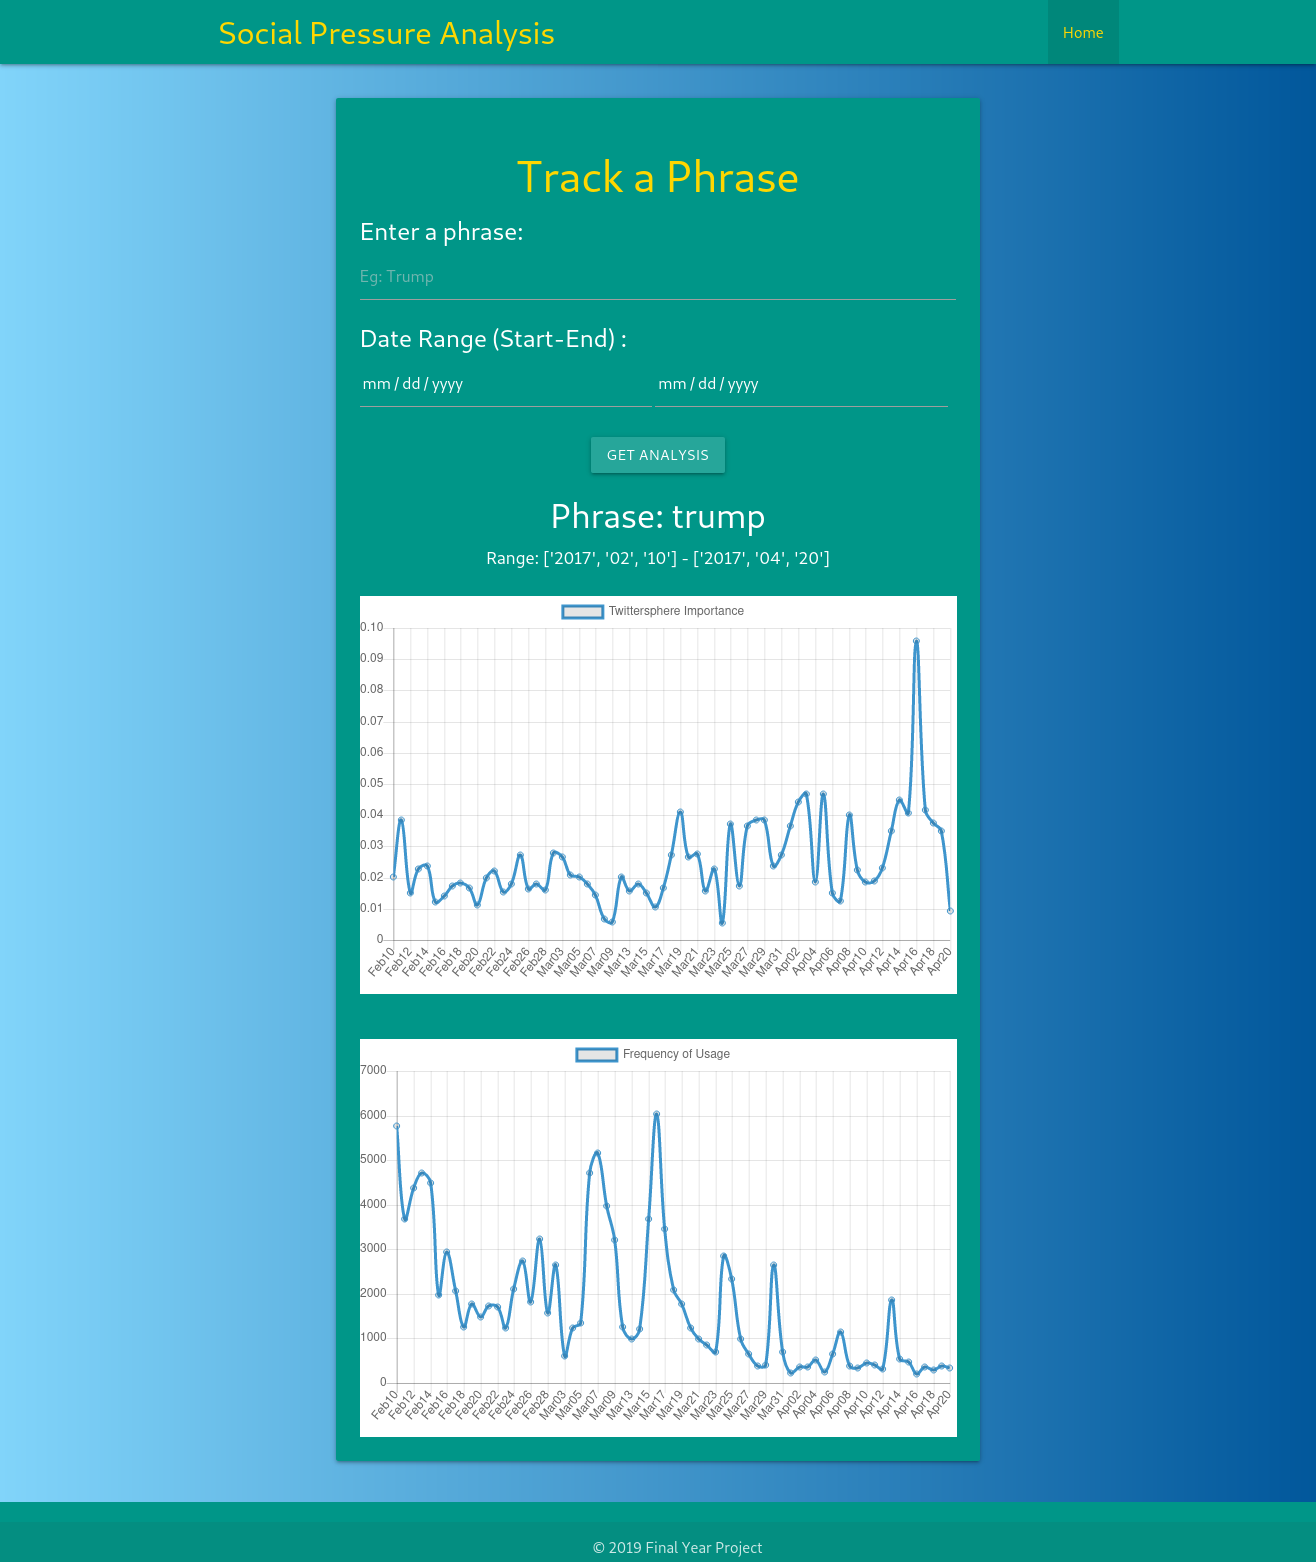 Social Pressure Analysis
Home
Track a Phrase
Enter a phrase:
Eg: Trump
Date Range (Start-End) :
mm / dd / yyyy mm / dd / yyyy
GET ANALYSIS
Phrase: trump
Range: ['2017', '02', '10'] - ['2017', '04', '20']
Twittersphere Importance
0.10
0.09
0.08
0.07
0.06
0.05
0.04
0.03
0.02
0.01
0
Feb10 Feb12 Feb14 Feb16 Feb18 Feb20 Feb22 Feb24 Feb26 Feb28 Mar03 Mar05 Mar07 Mar09 Mar13 Mar15 Mar17 Mar19 Mar21 Mar23 Mar25 Mar27 Mar29 Mar31 Apr02 Apr04 Apr06 Apr08 Apr10 Apr12 Apr14 Apr16 Apr18 Apr20
Frequency of Usage
7000
6000
5000
4000
3000
2000
1000
0
Feb10 Feb12 Feb14 Feb16 Feb18 Feb20 Feb22 Feb24 Feb26 Feb28 Mar03 Mar05 Mar07 Mar09 Mar13 Mar15 Mar17 Mar19 Mar21 Mar23 Mar25 Mar27 Mar29 Mar31 Apr02 Apr04 Apr06 Apr08 Apr10 Apr12 Apr14 Apr16 Apr18 Apr20
© 2019 Final Year Project